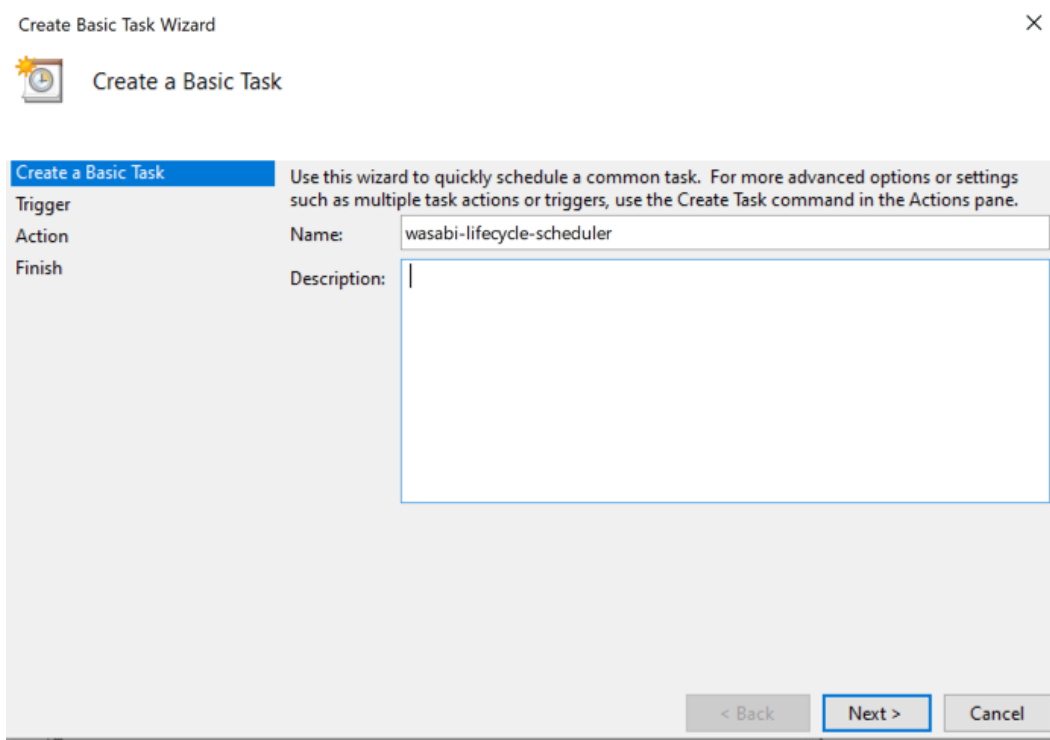 Create Basic Task Wizard
Create a Basic Task
Create a Basic Task
Trigger
Action
Finish
Use this wizard to quickly schedule a common task. For more advanced options or settings
such as multiple task actions or triggers, use the Create Task command in the Actions pane.
Name:
wasabi-lifecycle-scheduler
Description:
< Back
Next >
Cancel